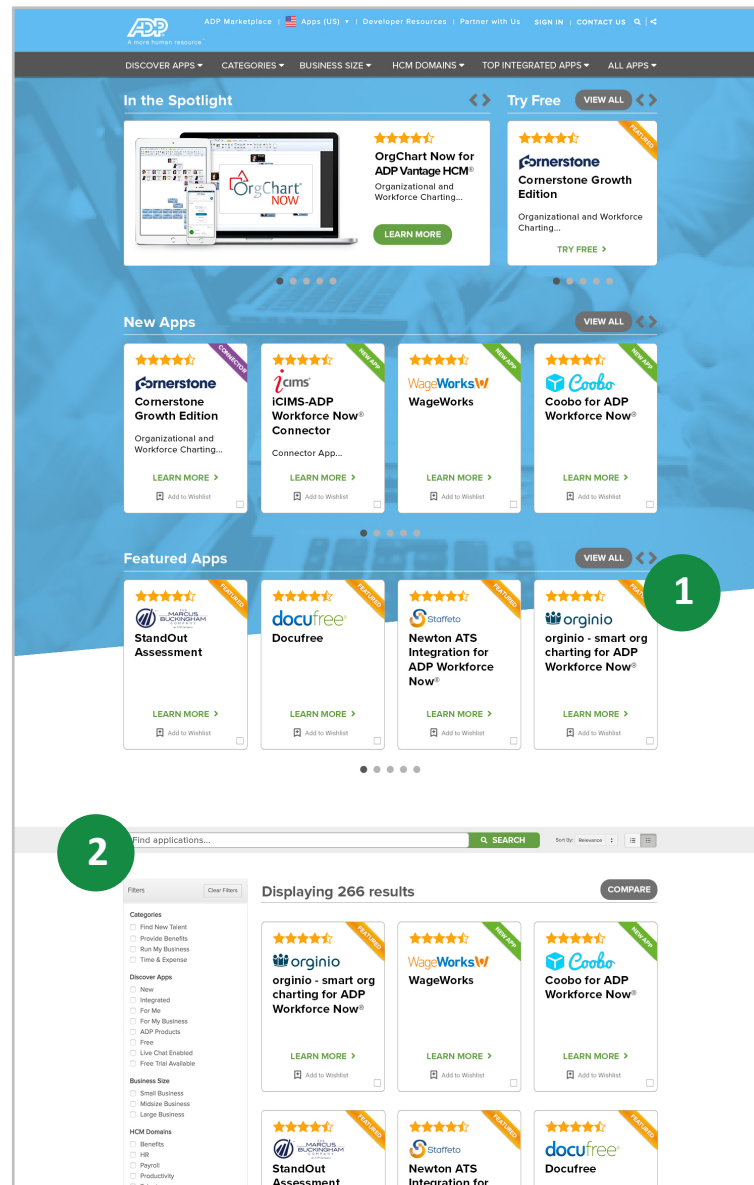 ADP
A more human resource.
ADP Marketplace | Apps (US) ▾ | Developer Resources | Partner with Us SIGN IN | CONTACT US
DISCOVER APPS CATEGORIES BUSINESS SIZE HCM DOMAINS TOP INTEGRATED APPS ALL APPS
In the Spotlight
Try Free VIEW ALL
OrgChart
NOW
OrgChart Now for
ADP Vantage HCM®
Organizational and
Workforce Charting...
LEARN MORE
FEATURED
Cornerstone
Cornerstone Growth
Edition
Organizational and Workforce
Charting...
TRY FREE
New Apps VIEW ALL
CONNECTOR
Cornerstone
Cornerstone
Growth Edition
Organizational and
Workforce Charting...
LEARN MORE
Add to Wishlist
NEW APP
icims
iCIMS-ADP
Workforce Now®
Connector
Connector App...
LEARN MORE
Add to Wishlist
NEW APP
WageWorks
WageWorks
LEARN MORE
Add to Wishlist
NEW APP
Coobo
Coobo for ADP
Workforce Now®
LEARN MORE
Add to Wishlist
Featured Apps VIEW ALL
1
FEATURED
THE
MARCUS
BUCKINGHAM
COMPANY
StandOut
Assessment
LEARN MORE
Add to Wishlist
FEATURED
docufree®
Docufree
LEARN MORE
Add to Wishlist
FEATURED
Staffeto
Newton ATS
Integration for
ADP Workforce
Now®
LEARN MORE
Add to Wishlist
orginio
orginio - smart org
charting for ADP
Workforce Now®
LEARN MORE
Add to Wishlist
2
Find applications...
SEARCH
Sort By: Relevance
Filters Clear Filters
Categories
Find New Talent
Provide Benefits
Run My Business
Time & Expense
Discover Apps
New
Integrated
For Me
For My Business
ADP Products
Free
Live Chat Enabled
Free Trial Available
Business Size
Small Business
Midsize Business
Large Business
HCM Domains
Benefits
HR
Payroll
Productivity
Displaying 266 results COMPARE
FEATURED
orginio
orginio - smart org
charting for ADP
Workforce Now®
LEARN MORE
Add to Wishlist
NEW APP
WageWorks
WageWorks
LEARN MORE
Add to Wishlist
NEW APP
Coobo
Coobo for ADP
Workforce Now®
LEARN MORE
Add to Wishlist
FEATURED
THE
MARCUS
BUCKINGHAM
COMPANY
StandOut
Assessment
FEATURED
Staffeto
Newton ATS
Integration for
FEATURED
docufree®
Docufree